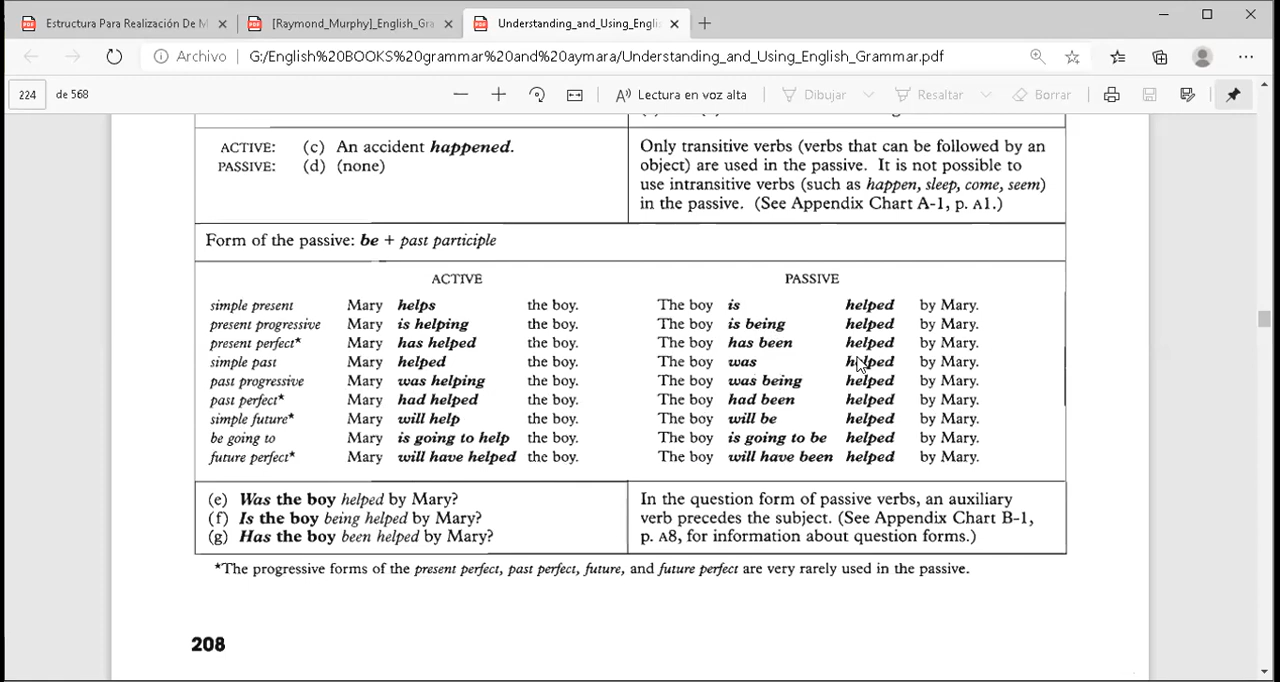 Estructura Para Realización De M
[Raymond_Murphy]_English_Gra
Understanding_and_Using_Engli
Archivo G:/English%20BOOKS%20grammar%20and%20aymara/Understanding_and_Using_English_Grammar.pdf
224 de 568 Lectura en voz alta Dibujar Resaltar Borrar
ACTIVE: (c) An accident happened.
PASSIVE: (d) (none)
Only transitive verbs (verbs that can be followed by an
object) are used in the passive. It is not possible to
use intransitive verbs (such as happen, sleep, come, seem)
in the passive. (See Appendix Chart A-1, p. A1.)
Form of the passive: be + past participle
ACTIVE PASSIVE
simple present Mary helps the boy. The boy is helped by Mary.
present progressive Mary is helping the boy. The boy is being helped by Mary.
present perfect* Mary has helped the boy. The boy has been helped by Mary.
simple past Mary helped the boy. The boy was helped by Mary.
past progressive Mary was helping the boy. The boy was being helped by Mary.
past perfect* Mary had helped the boy. The boy had been helped by Mary.
simple future* Mary will help the boy. The boy will be helped by Mary.
be going to Mary is going to help the boy. The boy is going to be helped by Mary.
future perfect* Mary will have helped the boy. The boy will have been helped by Mary.
(e) Was the boy helped by Mary?
(f) Is the boy being helped by Mary?
(g) Has the boy been helped by Mary?
In the question form of passive verbs, an auxiliary
verb precedes the subject. (See Appendix Chart B-1,
p. A8, for information about question forms.)
*The progressive forms of the present perfect, past perfect, future, and future perfect are very rarely used in the passive.
208